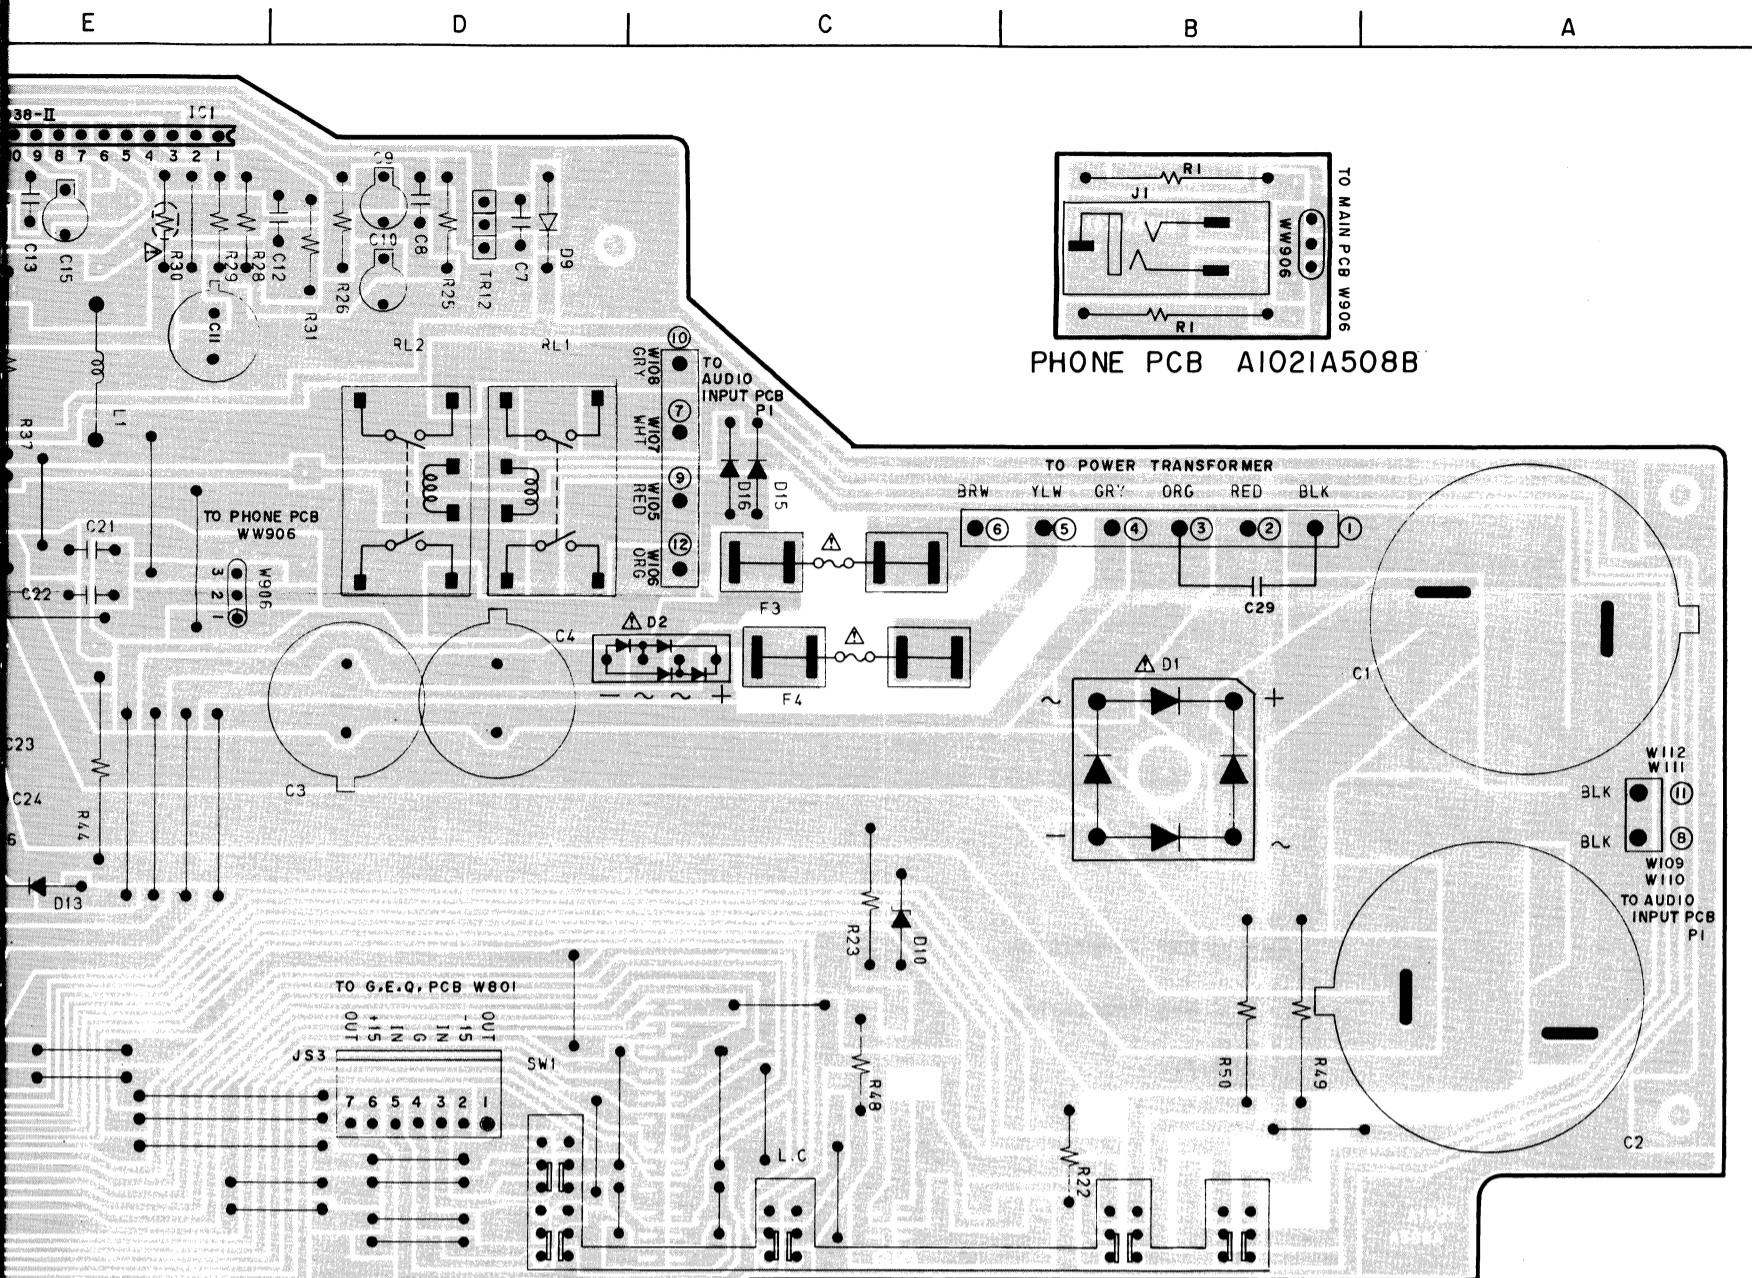 E D C B A
38-II IC1
10 9 8 7 6 5 4 3 2 1
C13
C15
R30
R29
R28
C12
R31
R26
C9
C10
C8
R25
TR12
C7
D9
C11
L1
R37
RL2
RL1
10
W108
GRY
TO
AUDIO
INPUT PCB
P1
7
W107
WHT
9
W105
RED
12
W106
ORG
D16
D15
R1
J1
WW906
R1
TO MAIN PCB W906
PHONE PCB A1021A508B
TO POWER TRANSFORMER
BRW YLW GRY ORG RED BLK
6 5 4 3 2 1
C29
C21
C22
TO PHONE PCB
WW906
3 2 1
W906
F3
D2
− ~ ~ +
F4
C4
C3
D1
~ +
− ~
C1
C23
C24
6
R44
D13
W112
W111
BLK 11
BLK 8
W109
W110
TO AUDIO
INPUT PCB
P1
R23
D10
TO G.E.Q. PCB W801
OUT +15 IN G IN -15 OUT
JS3
7 6 5 4 3 2 1
SW1
R48
L.C
R22
R50
R49
C2